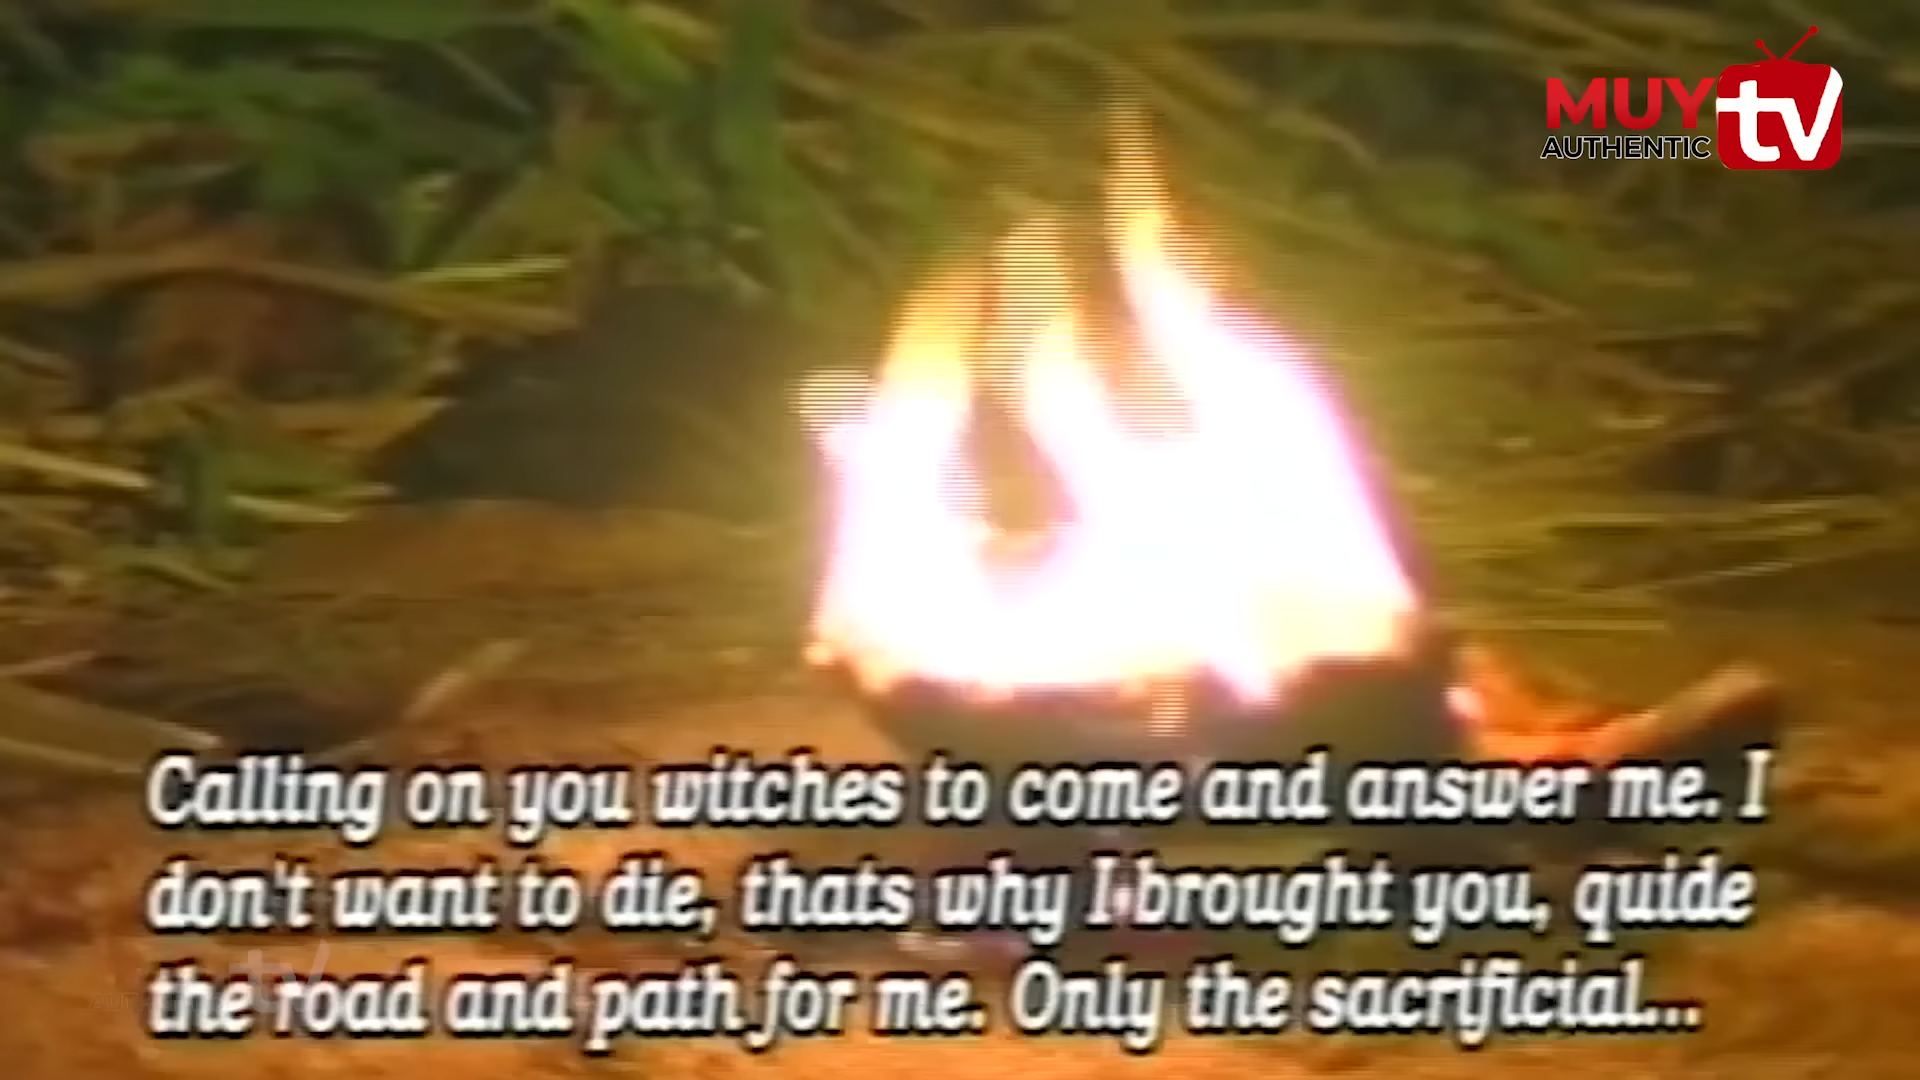 MUY
AUTHENTIC
tv
Calling on you witches to come and answer me. I
don't want to die, thats why I brought you, quide
the road and path for me. Only the sacrificial...
tv